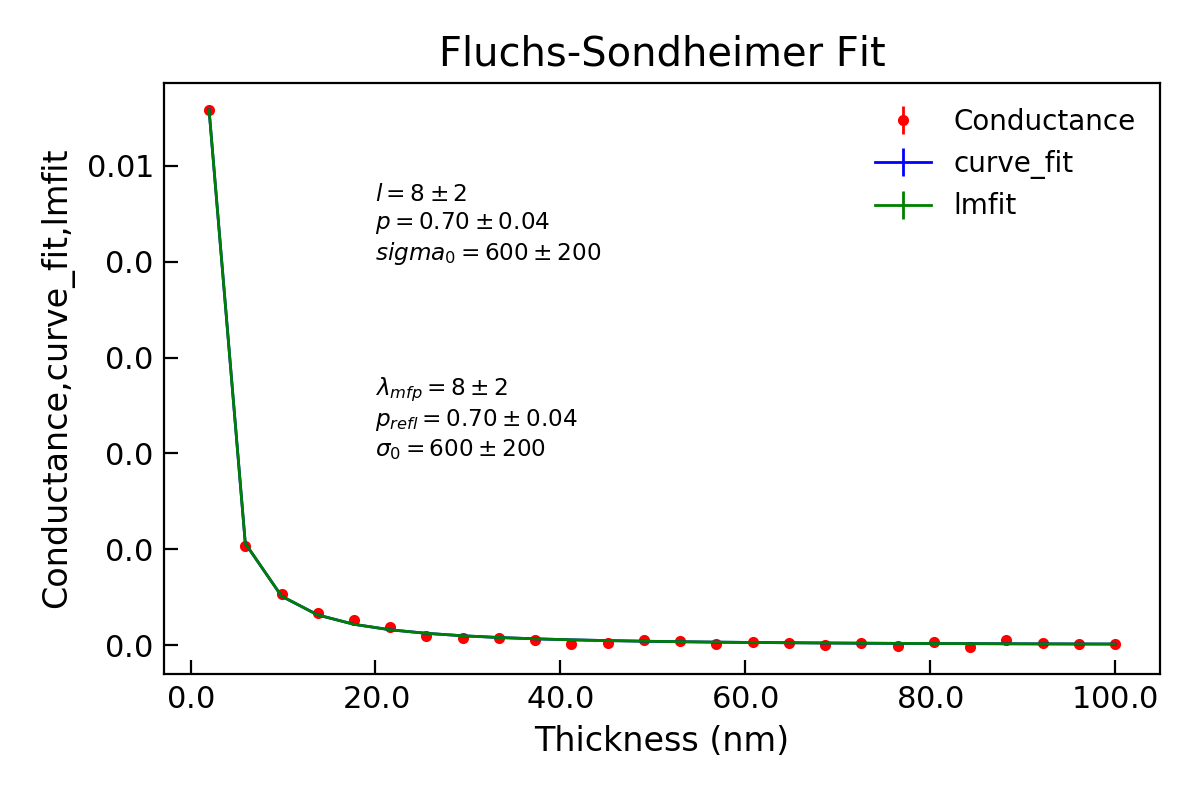 Fluchs-Sondheimer Fit
Conductance,curve_fit,lmfit
0.01
0.0
0.0
0.0
0.0
0.0
l = 8 ± 2
p = 0.70 ± 0.04
sigma₀ = 600 ± 200
λₘfₚ = 8 ± 2
p_refl = 0.70 ± 0.04
σ₀ = 600 ± 200
Conductance
curve_fit
lmfit
0.0 20.0 40.0 60.0 80.0 100.0
Thickness (nm)